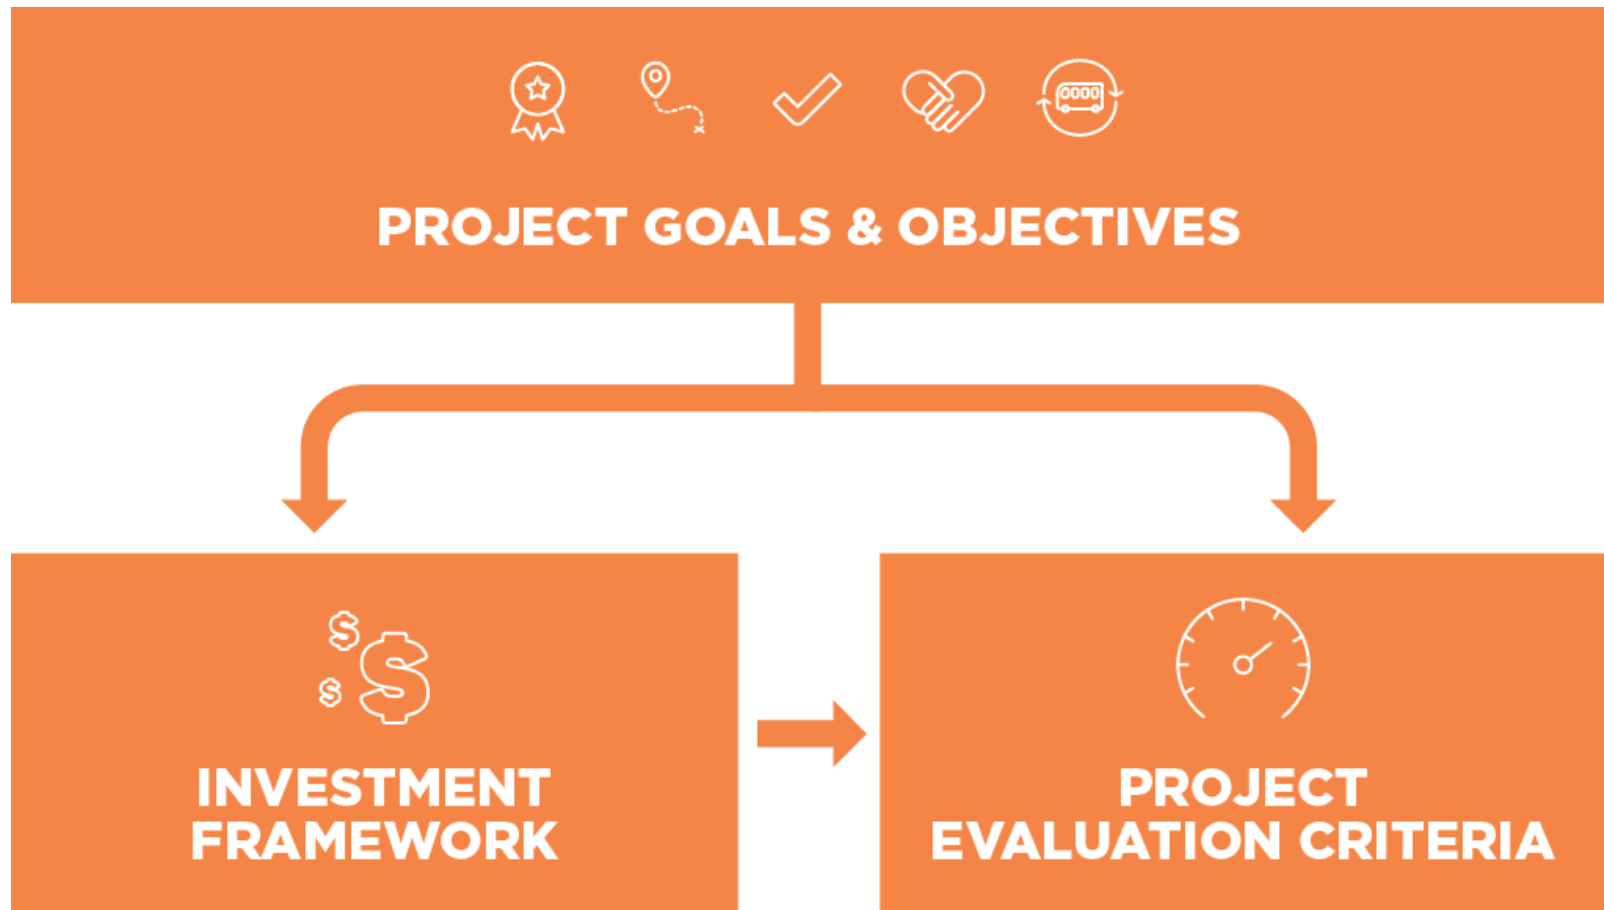 PROJECT GOALS & OBJECTIVES
INVESTMENT
FRAMEWORK
PROJECT
EVALUATION CRITERIA